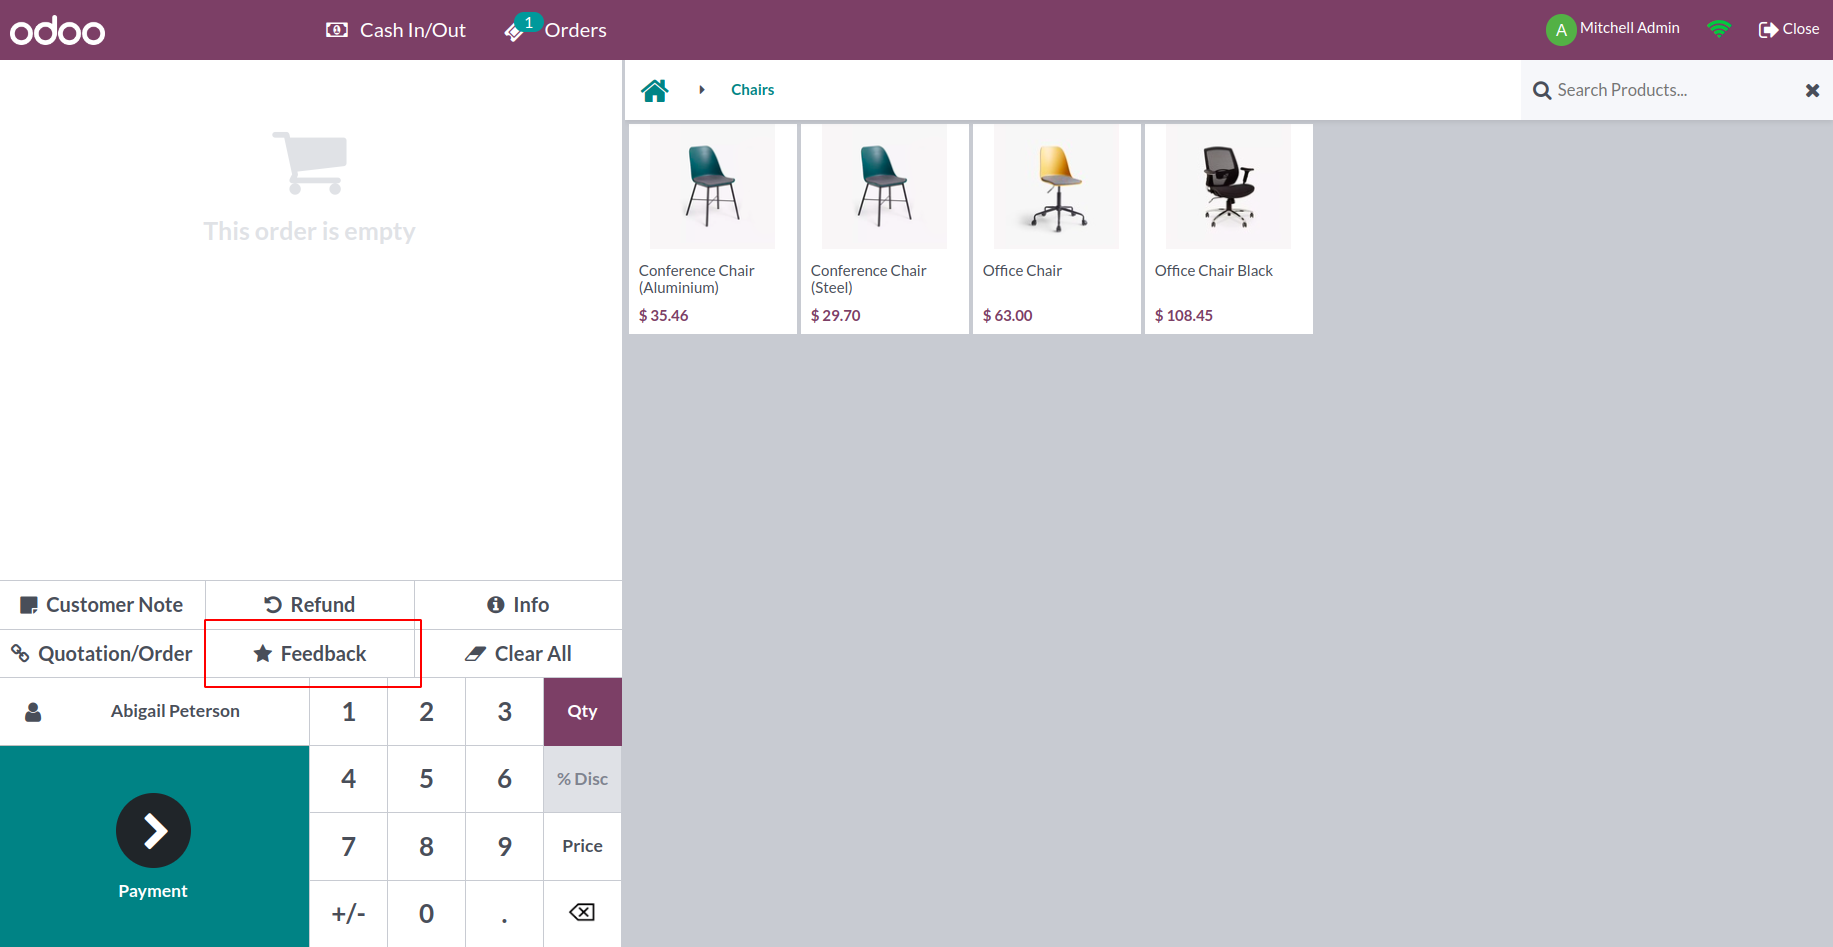 odoo
Cash In/Out
1
Orders
A
Mitchell Admin
Close
Chairs
Search Products...
This order is empty
Conference Chair
(Aluminium)
$ 35.46
Conference Chair
(Steel)
$ 29.70
Office Chair
$ 63.00
Office Chair Black
$ 108.45
Customer Note
Refund
Info
Quotation/Order
Feedback
Clear All
Abigail Peterson
1
2
3
Qty
4
5
6
% Disc
7
8
9
Price
Payment
+/-
0
.